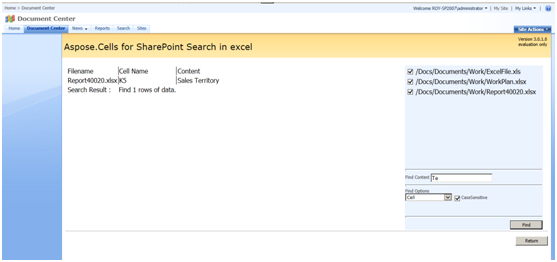 Home > Document Center
Welcome ROY-SP2007\administrator | My Site | My Links
Document Center
Home Document Center News Reports Search Sites
Site Actions
Version 3.0.1.0
evaluation only
Aspose.Cells for SharePoint Search in excel
Filename Cell Name Content
Report40020.xlsx K5 Sales Territory
Search Result : Find 1 rows of data.
/Docs/Documents/Work/ExcelFile.xls
/Docs/Documents/Work/WorkPlan.xlsx
/Docs/Documents/Work/Report40020.xlsx
Find Content Te
Find Options
Cell CaseSensitive
Find
Return